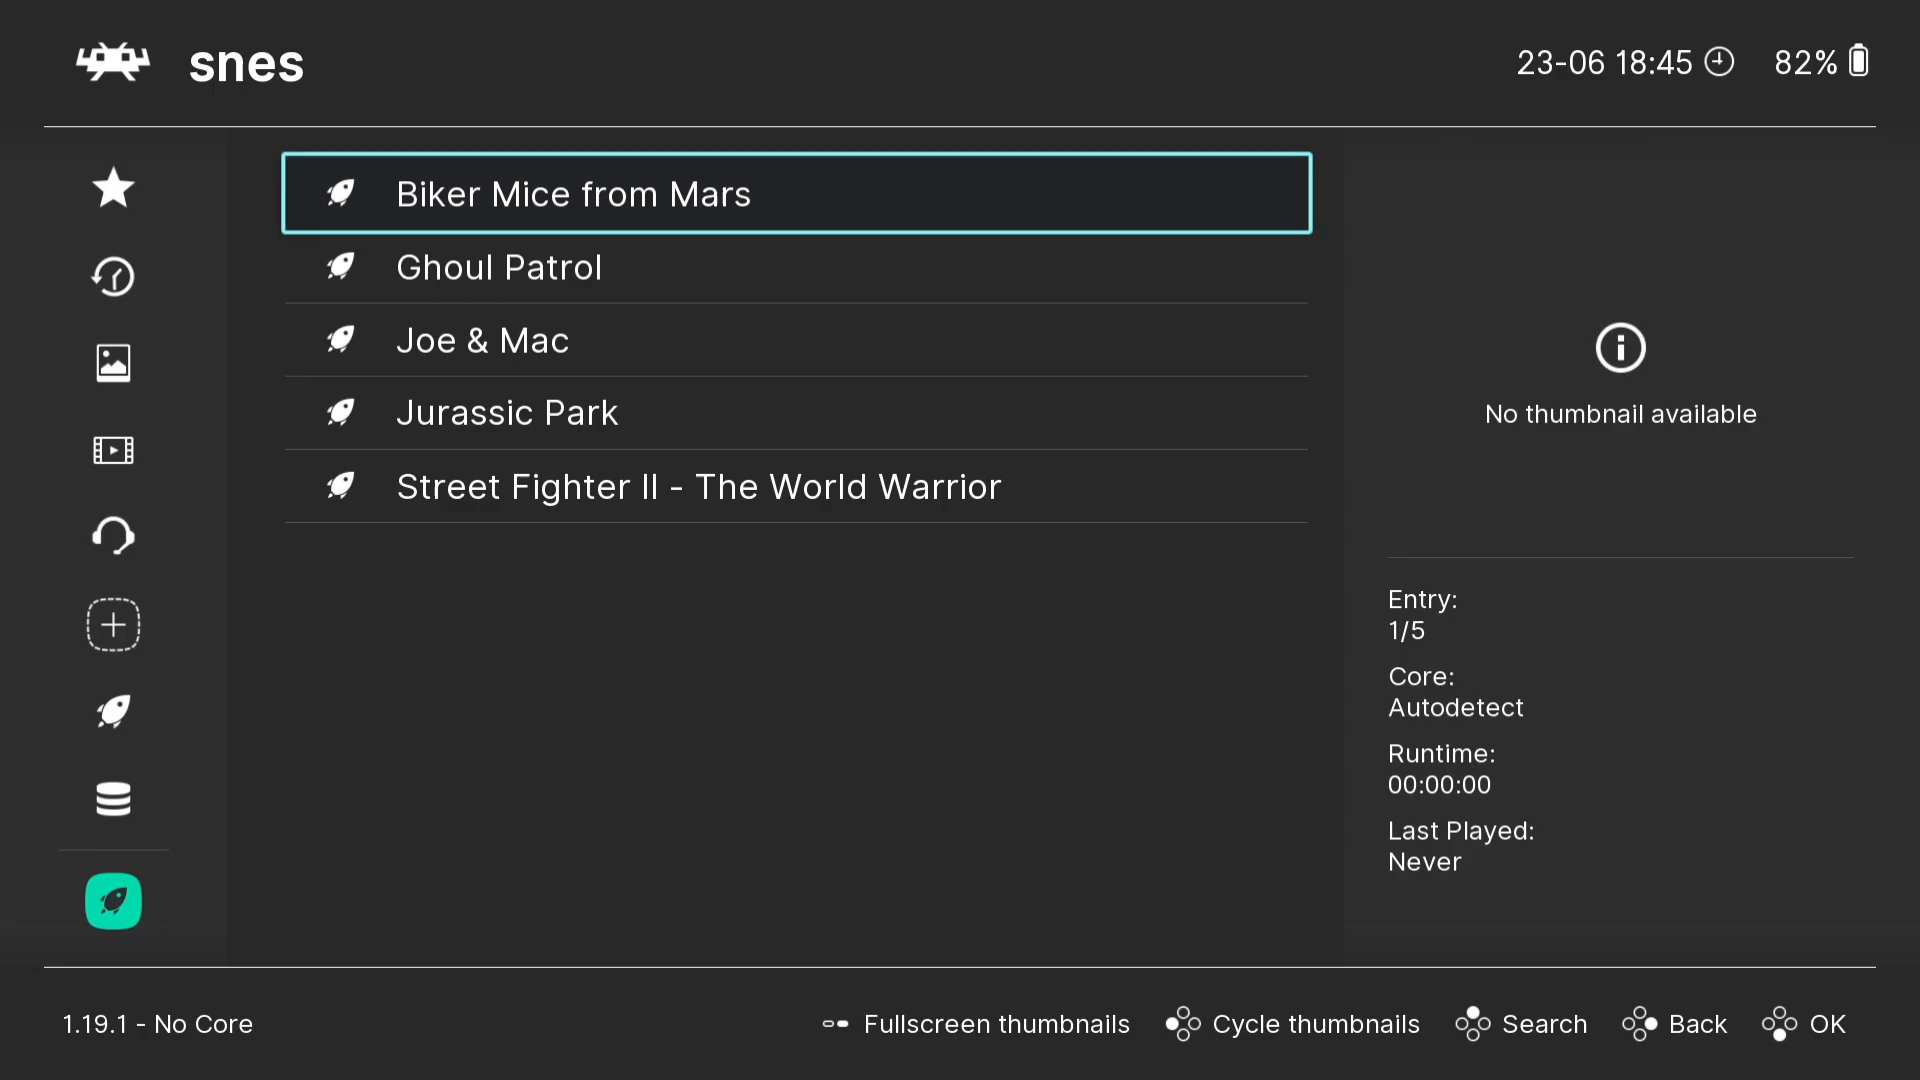 snes
23-06 18:45
82%
Biker Mice from Mars
Ghoul Patrol
Joe & Mac
Jurassic Park
Street Fighter II - The World Warrior
No thumbnail available
Entry:
1/5
Core:
Autodetect
Runtime:
00:00:00
Last Played:
Never
1.19.1 - No Core
Fullscreen thumbnails
Cycle thumbnails
Search
Back
OK